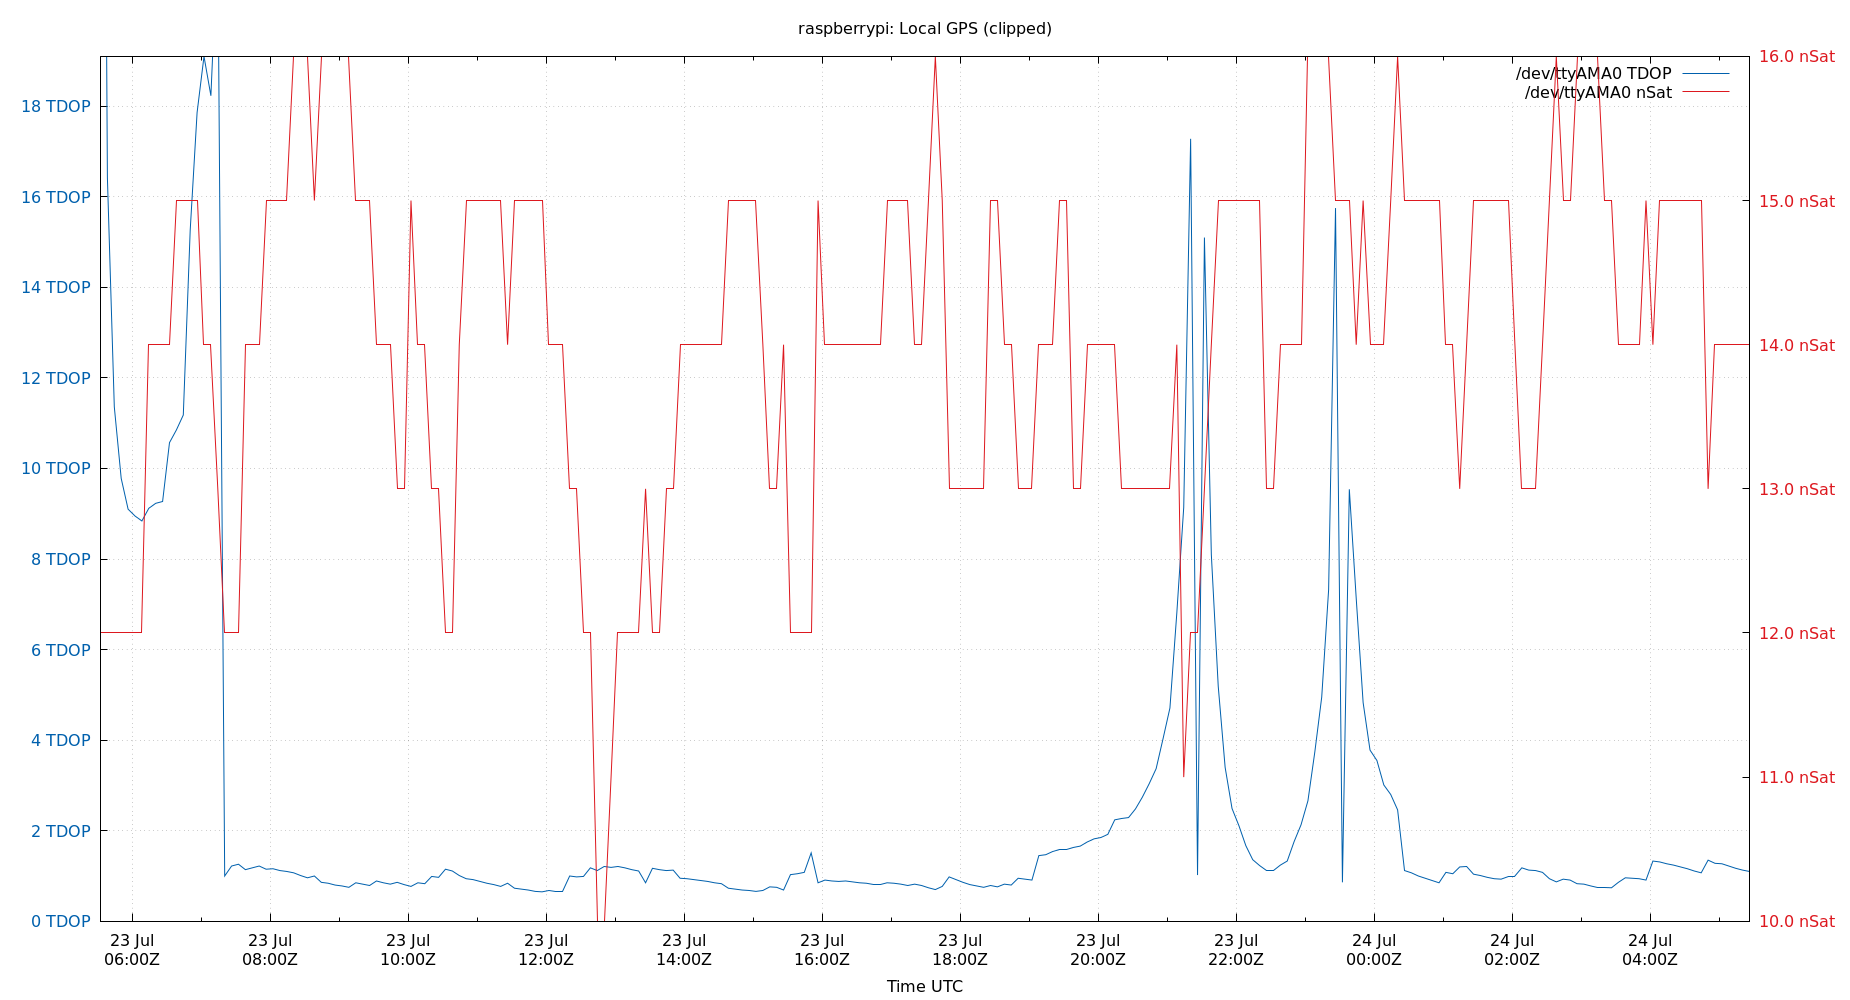 raspberrypi: Local GPS (clipped)
16.0 nSat
/dev/ttyAMA0 TDOP
/dev/ttyAMA0 nSat
18 TDOP
16 TDOP
15.0 nSat
14 TDOP
14.0 nSat
12 TDOP
10 TDOP
13.0 nSat
8 TDOP
12.0 nSat
6 TDOP
4 TDOP
11.0 nSat
2 TDOP
0 TDOP
10.0 nSat
23 Jul 23 Jul 23 Jul 23 Jul 23 Jul 23 Jul 23 Jul 23 Jul 23 Jul 24 Jul 24 Jul 24 Jul
06:00Z 08:00Z 10:00Z 12:00Z 14:00Z 16:00Z 18:00Z 20:00Z 22:00Z 00:00Z 02:00Z 04:00Z
Time UTC